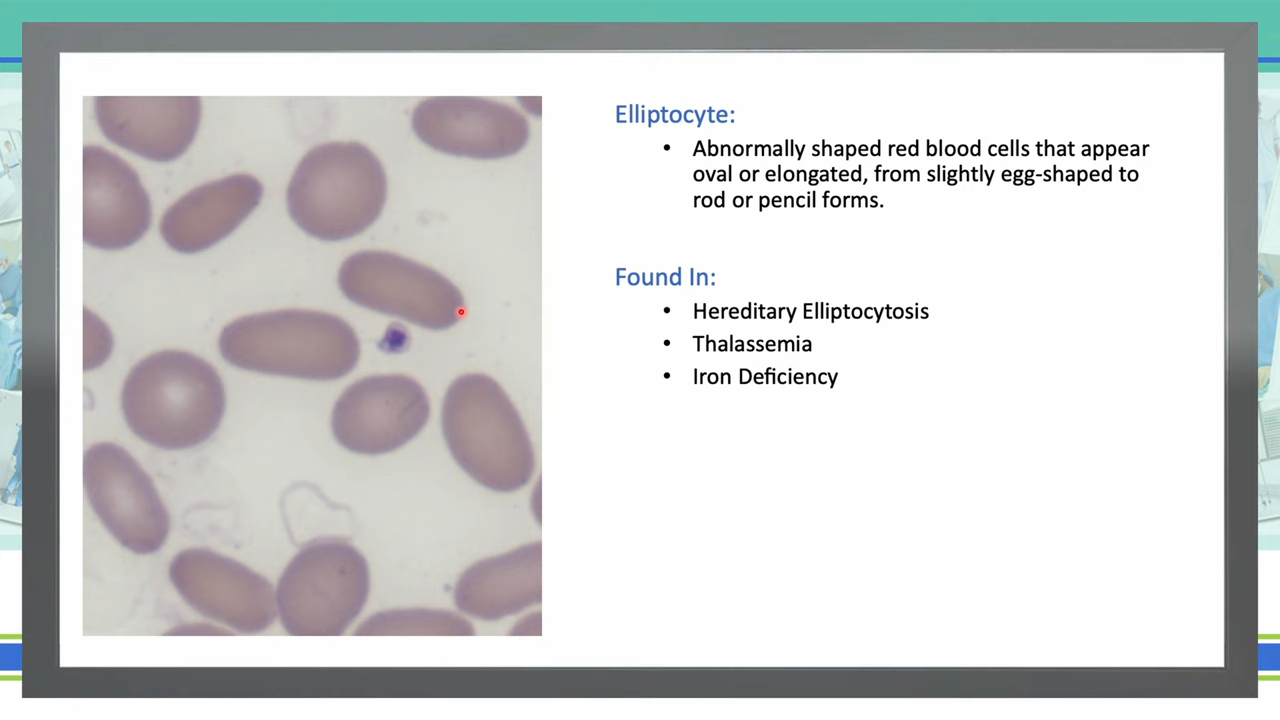 Elliptocyte:
• Abnormally shaped red blood cells that appear
oval or elongated, from slightly egg-shaped to
rod or pencil forms.
Found In:
• Hereditary Elliptocytosis
• Thalassemia
• Iron Deficiency